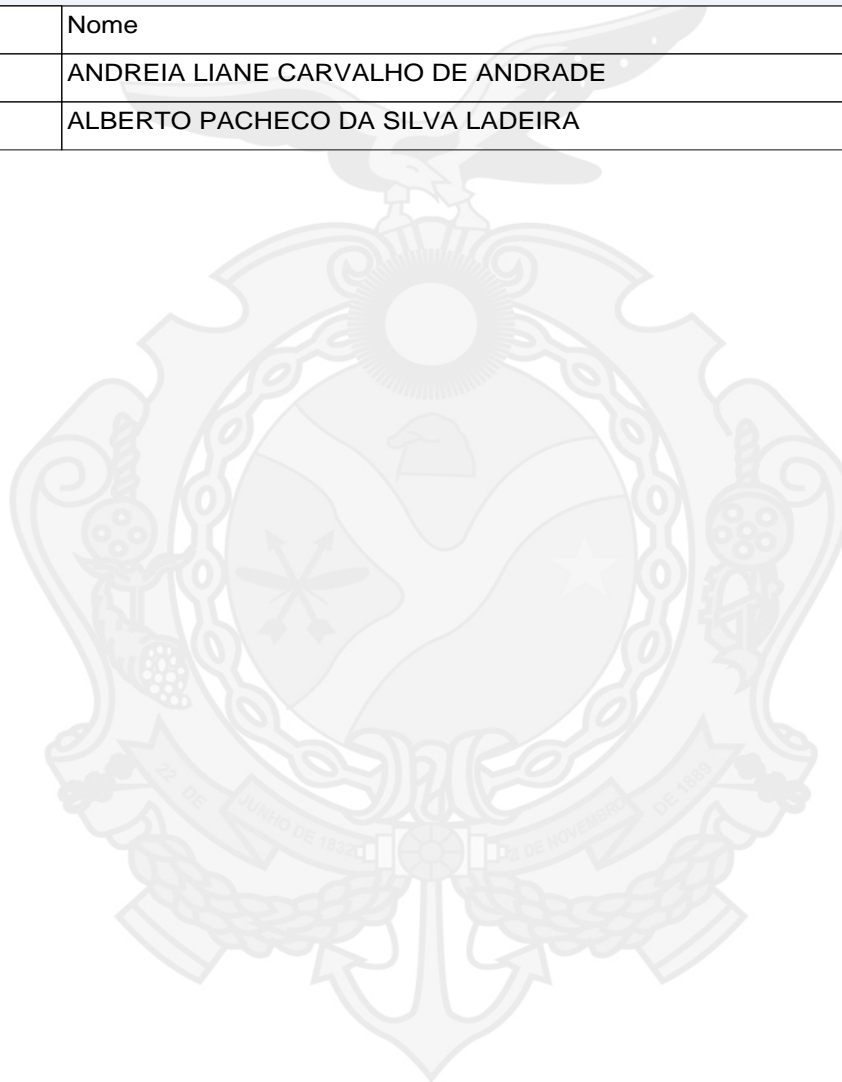 Nome
ANDREIA LIANE CARVALHO DE ANDRADE
ALBERTO PACHECO DA SILVA LADEIRA
22 DE
JUNHO DE 1832
DE NOVEMBRO
DE 1889